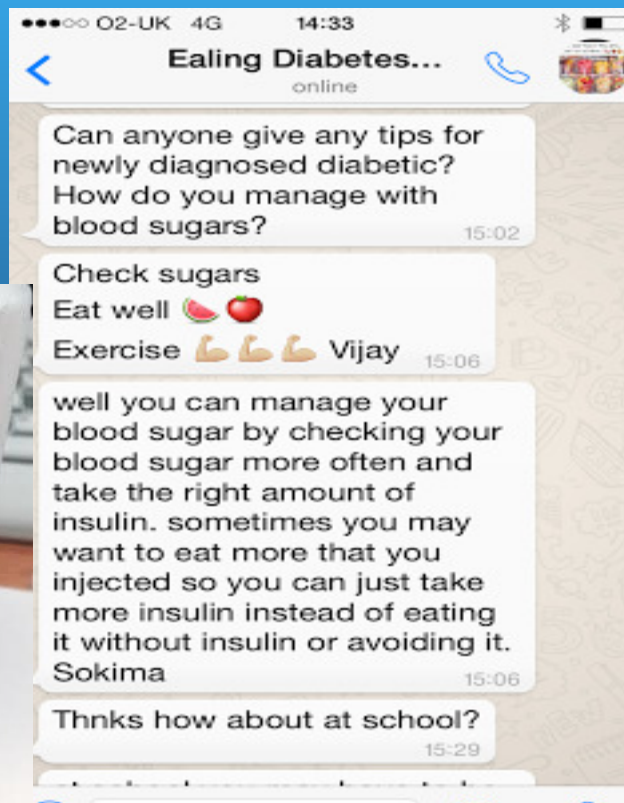 ●●●○○ O2-UK 4G 14:33
Ealing Diabetes...
online
Can anyone give any tips for
newly diagnosed diabetic?
How do you manage with
blood sugars?
15:02
Check sugars
Eat well 🍉 🍎
Exercise 💪🏼 💪🏼 💪🏼 Vijay 15:06
well you can manage your
blood sugar by checking your
blood sugar more often and
take the right amount of
insulin. sometimes you may
want to eat more that you
injected so you can just take
more insulin instead of eating
it without insulin or avoiding it.
Sokima 15:06
Thnks how about at school?
15:29